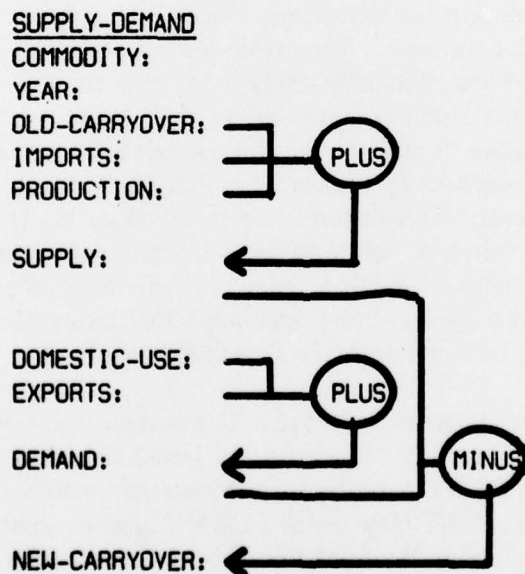 SUPPLY-DEMAND
COMMODITY:
YEAR:
OLD-CARRYOVER:
IMPORTS:
PLUS
PRODUCTION:
SUPPLY:
DOMESTIC-USE:
EXPORTS:
PLUS
DEMAND:
MINUS
NEW-CARRYOVER: